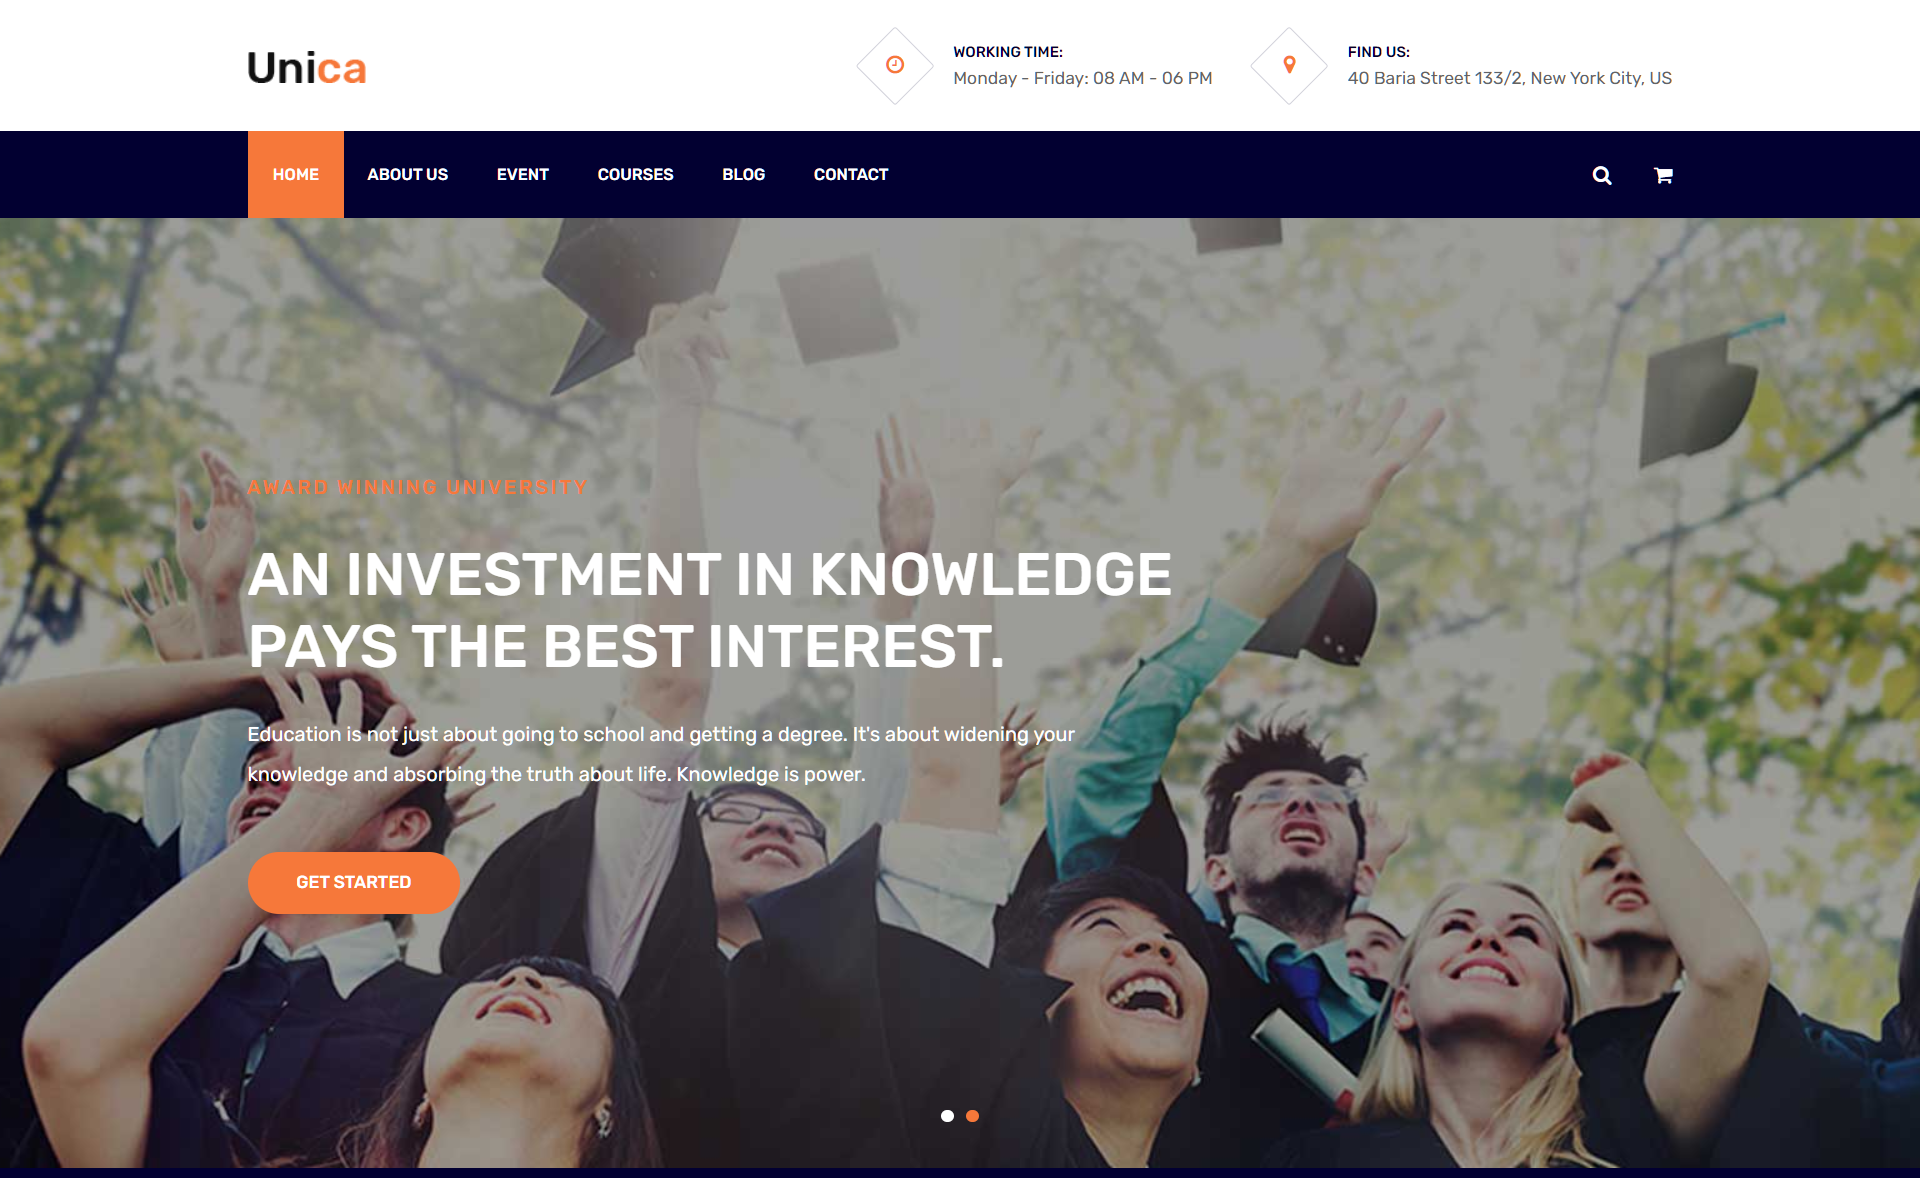 Unica
WORKING TIME:
Monday - Friday: 08 AM - 06 PM
FIND US:
40 Baria Street 133/2, New York City, US
HOME
ABOUT US
EVENT
COURSES
BLOG
CONTACT
AWARD WINNING UNIVERSITY
AN INVESTMENT IN KNOWLEDGE
PAYS THE BEST INTEREST.
Education is not just about going to school and getting a degree. It's about widening your
knowledge and absorbing the truth about life. Knowledge is power.
GET STARTED